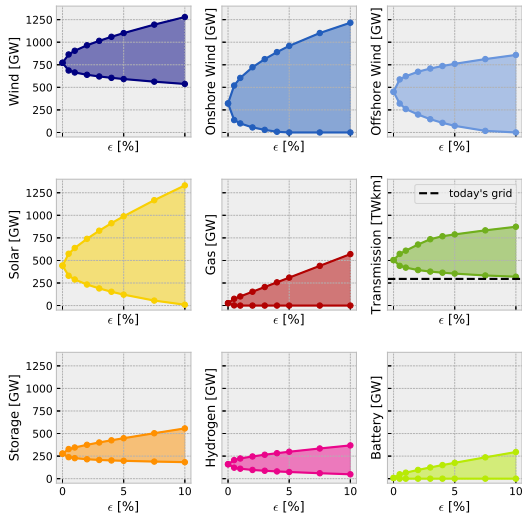 Wind [GW]
1250
1000
750
500
250
0
ϵ [%]
Onshore Wind [GW]
ϵ [%]
Offshore Wind [GW]
ϵ [%]
Solar [GW]
1250
1000
750
500
250
0
ϵ [%]
Gas [GW]
ϵ [%]
Transmission [TWkm]
today's grid
ϵ [%]
Storage [GW]
1250
1000
750
500
250
0
0 5 10
ϵ [%]
Hydrogen [GW]
0 5 10
ϵ [%]
Battery [GW]
0 5 10
ϵ [%]